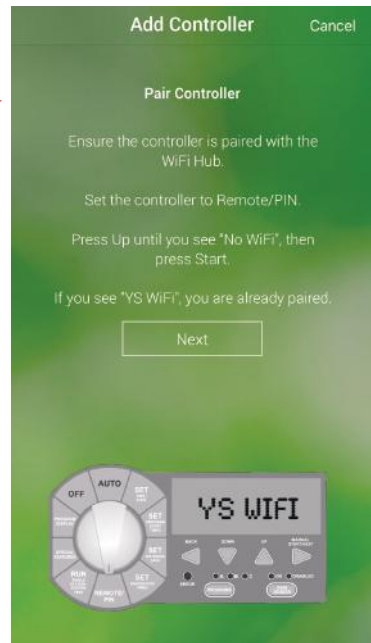 Add Controller
Cancel
Pair Controller
Ensure the controller is paired with the
WiFi Hub.
Set the controller to Remote/PIN.
Press Up until you see "No WiFi", then
press Start.
If you see "YS WiFi", you are already paired.
Next
OFF
AUTO
SET
SET
SET
SET
REMOTE/
PIN
RUN
YS WIFI
BACK
DOWN
UP
MANUAL